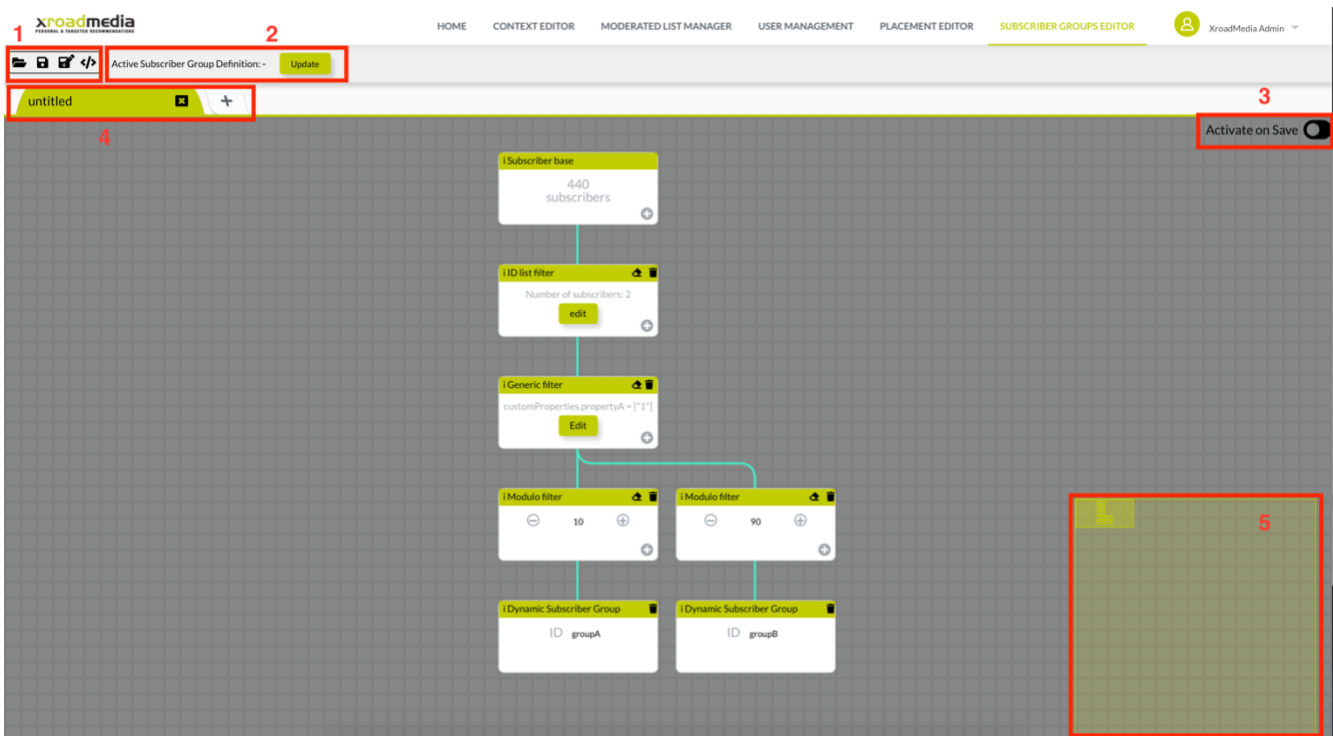 xroadmedia
PERSONAL & TARGETED RECOMMENDATIONS
HOME CONTEXT EDITOR MODERATED LIST MANAGER USER MANAGEMENT PLACEMENT EDITOR SUBSCRIBER GROUPS EDITOR XroadMedia Admin
1
2
Active Subscriber Group Definition: - Update
untitled
3
4
Activate on Save
i Subscriber base
440
subscribers
i ID list filter
Number of subscribers: 2
edit
i Generic filter
customProperties.propertyA = ["1"]
Edit
i Modulo filter i Modulo filter
10 90
5
i Dynamic Subscriber Group i Dynamic Subscriber Group
ID groupA ID groupB